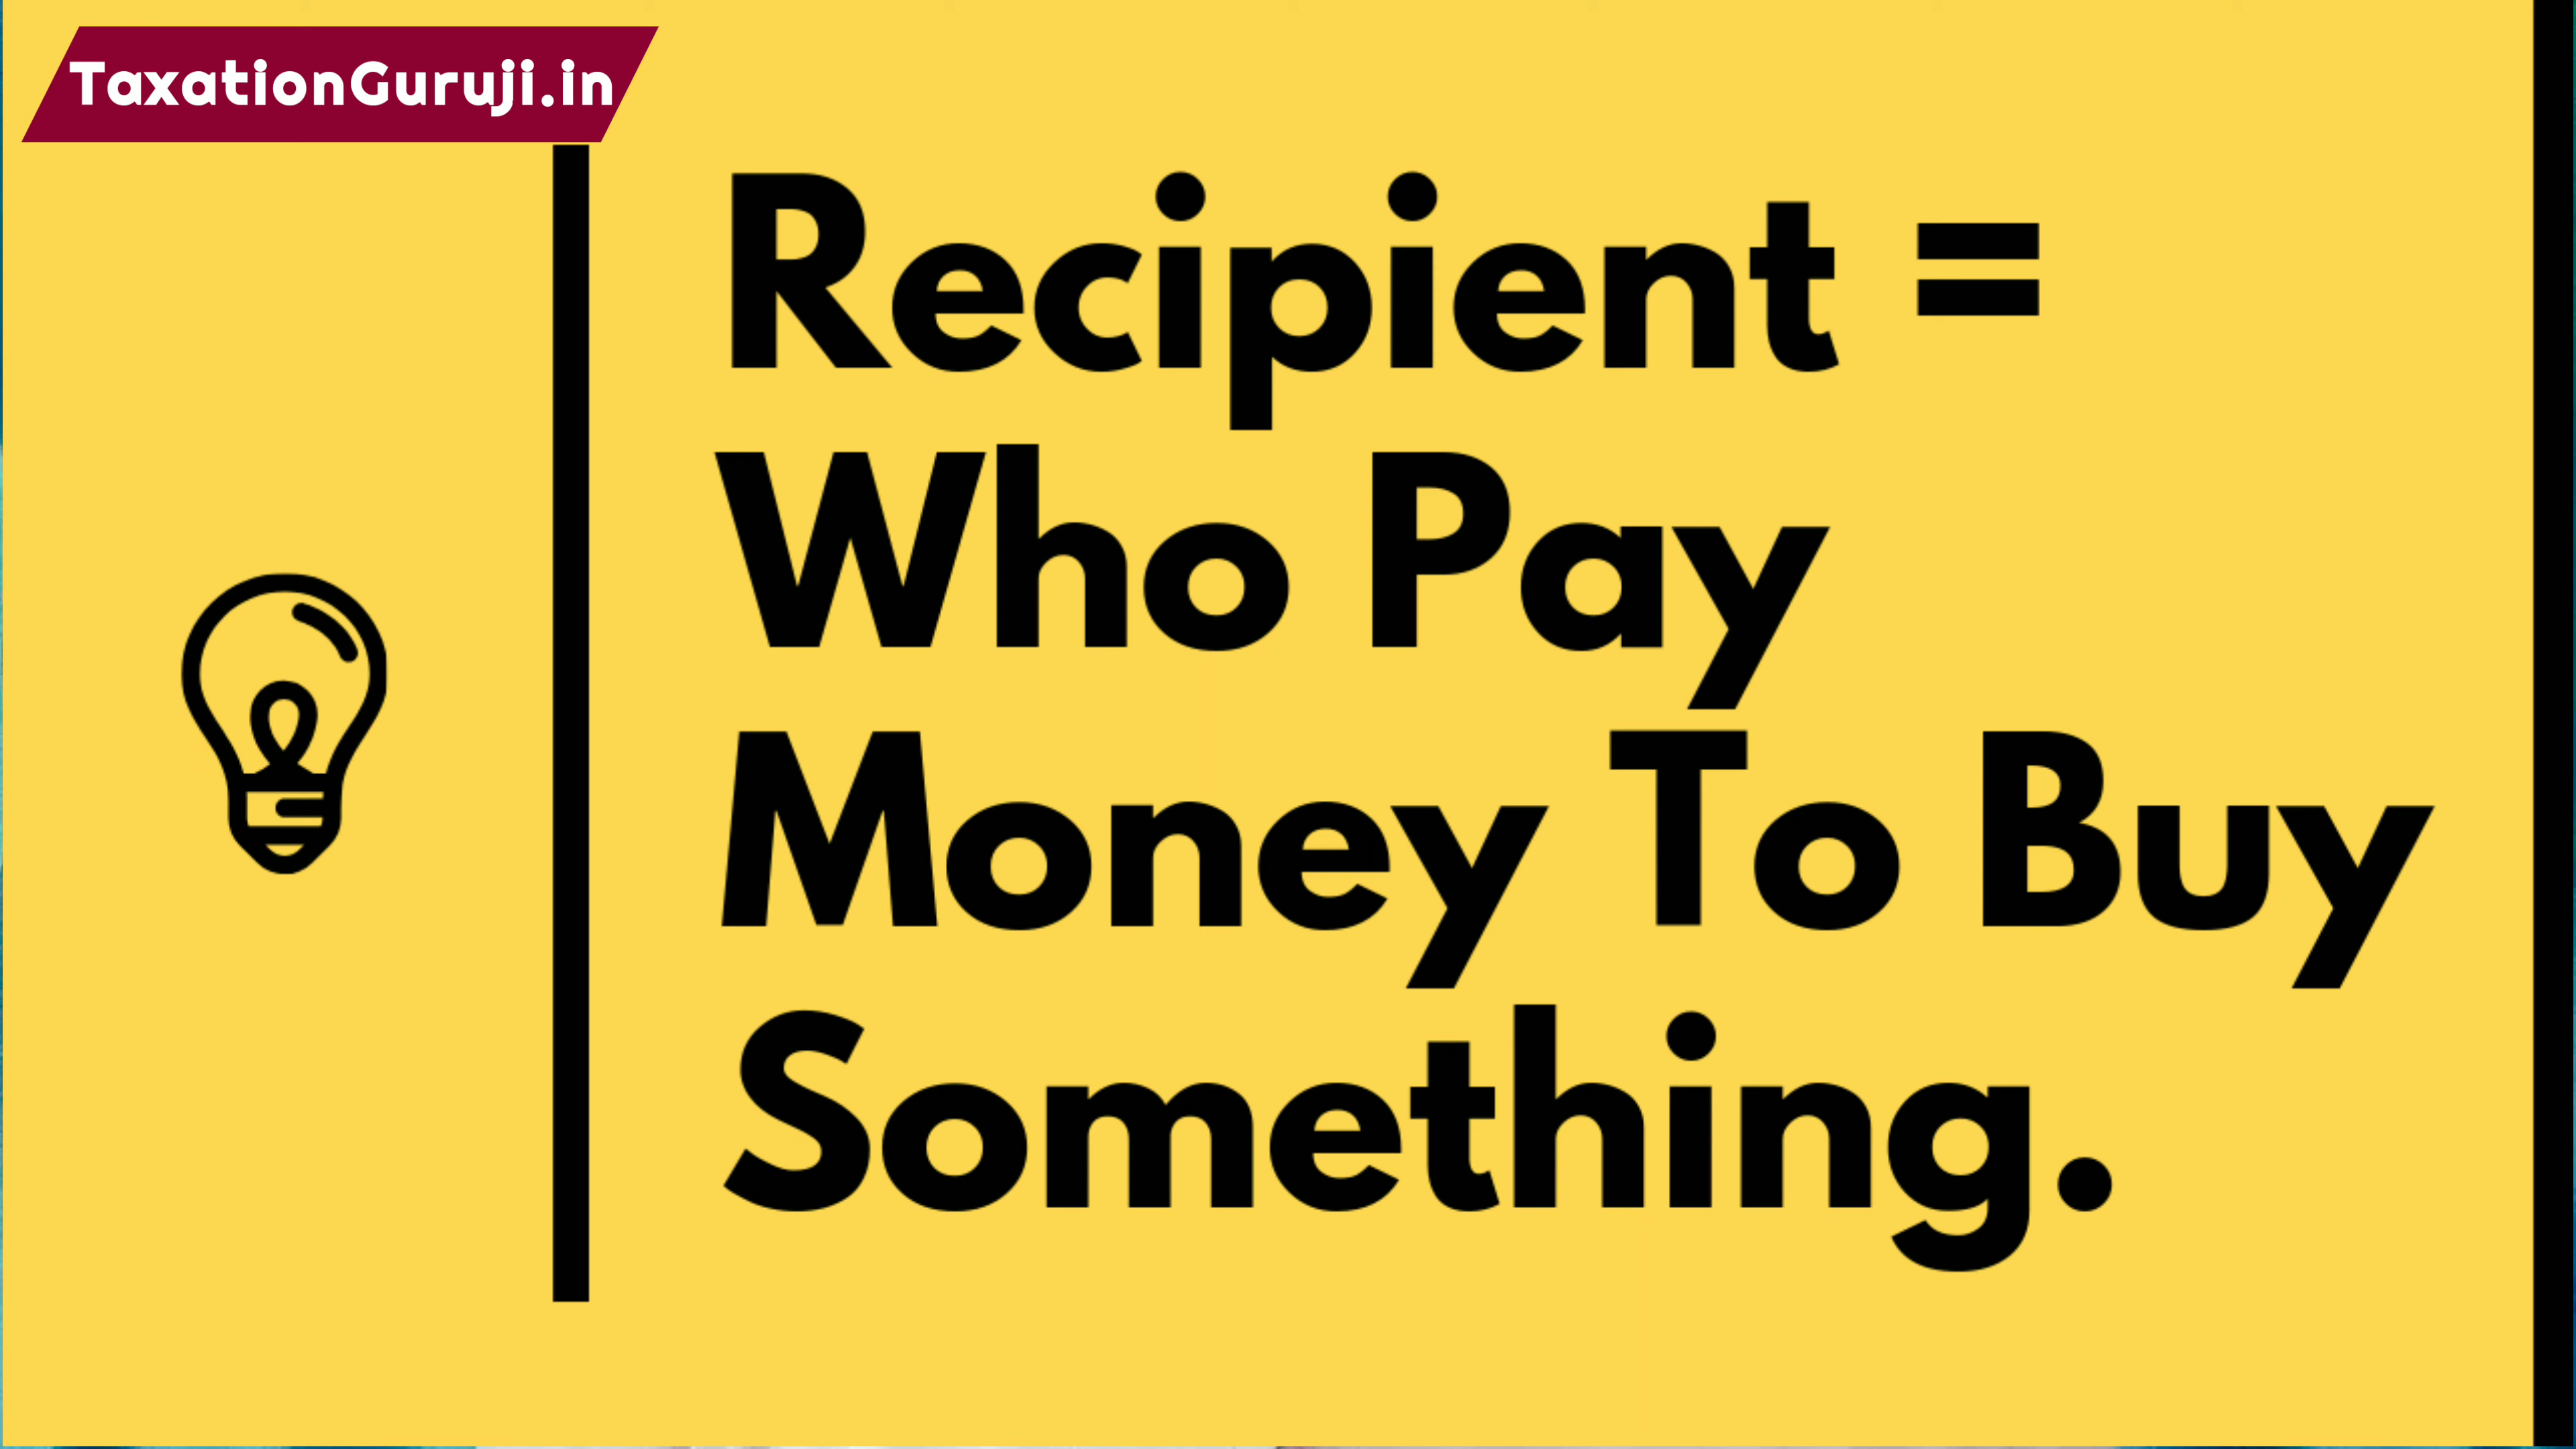 TaxationGuruji.in
Recipient =
Who Pay
Money To Buy
Something.